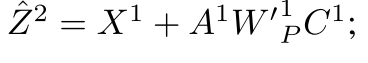 $\hat{Z}^2 = X^1 + A^1 W'^1_P C^1;$